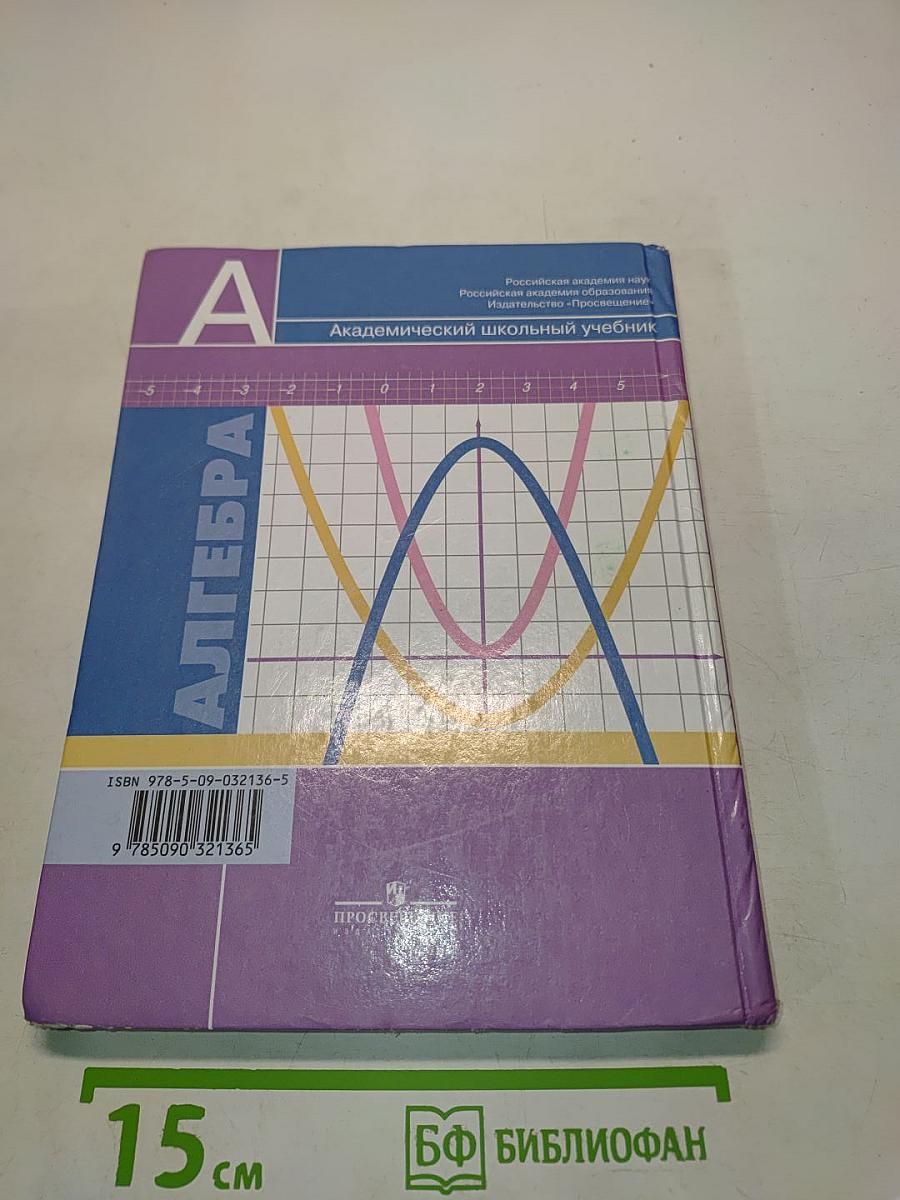 А
Российская академия наук
Российская академия образования
Издательство «Просвещение»
Академический школьный учебник
-5 -4 -3 -2 -1 0 1 2 3 4 5
АЛГЕБРА
ISBN 978-5-09-032136-5
9 785090 321365
ПРОСВЕЩЕНИЕ
15 см
БФ БИБЛИОФАН